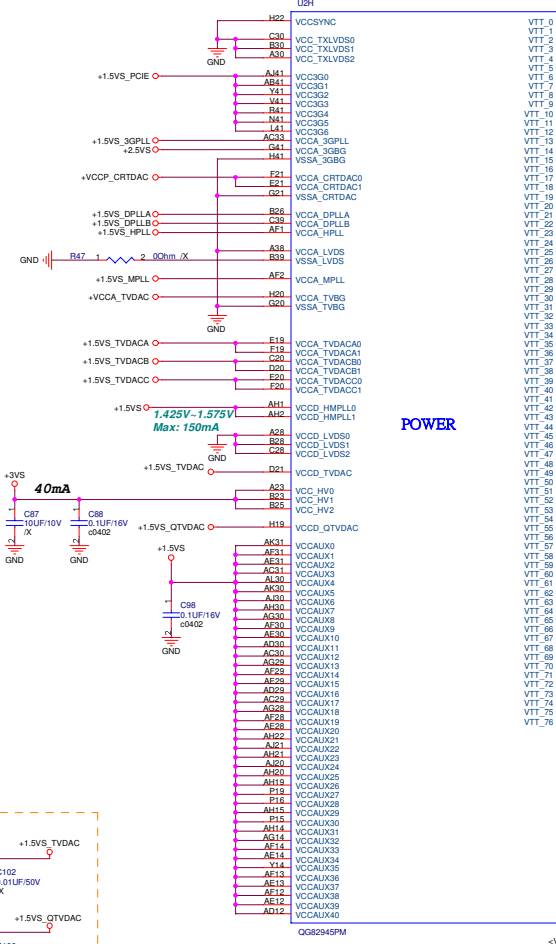 U2H
H22 VCCSYNC
C30 VCC_TXLVDS0
B30 VCC_TXLVDS1
A30 VCC_TXLVDS2
GND
+1.5VS_PCIE
AJ41 VCC3G0
AB41 VCC3G1
Y41 VCC3G2
V41 VCC3G3
R41 VCC3G4
N41 VCC3G5
L41 VCC3G6
+1.5VS_3GPLL AC33 VCCA_3GPLL
+2.5VS G41 VCCA_3GBG
H41 VSSA_3GBG
+VCCP_CRTDAC F21 VCCA_CRTDAC0
E21 VCCA_CRTDAC1
G21 VSSA_CRTDAC
+1.5VS_DPLLA B26 VCCA_DPLLA
+1.5VS_DPLLB C39 VCCA_DPLLB
+1.5VS_HPLL AF1 VCCA_HPLL
A38 VCCA_LVDS
GND R47 1 2 0Ohm /X B39 VSSA_LVDS
+1.5VS_MPLL AF2 VCCA_MPLL
+VCCA_TVDAC H20 VCCA_TVBG
G20 VSSA_TVBG
GND
+1.5VS_TVDACA E19 VCCA_TVDACA0
F19 VCCA_TVDACA1
+1.5VS_TVDACB C20 VCCA_TVDACB0
D20 VCCA_TVDACB1
+1.5VS_TVDACC E20 VCCA_TVDACC0
F20 VCCA_TVDACC1
+1.5VS AH1 VCCD_HMPLL0
1.425V~1.575V AH2 VCCD_HMPLL1
Max: 150mA
A28 VCCD_LVDS0
B28 VCCD_LVDS1
C28 VCCD_LVDS2
GND
+1.5VS_TVDAC D21 VCCD_TVDAC
+3VS
40mA
A23 VCC_HV0
B23 VCC_HV1
B25 VCC_HV2
1 C87
10UF/10V
/X
2
GND
1 C88
0.1UF/16V
c0402
2
GND
+1.5VS_QTVDAC H19 VCCD_QTVDAC
+1.5VS
1 C98
0.1UF/16V
c0402
2
GND
AK31 VCCAUX0
AF31 VCCAUX1
AE31 VCCAUX2
AC31 VCCAUX3
AL30 VCCAUX4
AK30 VCCAUX5
AJ30 VCCAUX6
AH30 VCCAUX7
AG30 VCCAUX8
AF30 VCCAUX9
AE30 VCCAUX10
AD30 VCCAUX11
AC30 VCCAUX12
AG29 VCCAUX13
AF29 VCCAUX14
AE29 VCCAUX15
AD29 VCCAUX16
AC29 VCCAUX17
AG28 VCCAUX18
AF28 VCCAUX19
AE28 VCCAUX20
AH22 VCCAUX21
AJ21 VCCAUX22
AH21 VCCAUX23
AJ20 VCCAUX24
AH20 VCCAUX25
AH19 VCCAUX26
P19 VCCAUX27
P16 VCCAUX28
AH15 VCCAUX29
P15 VCCAUX30
AH14 VCCAUX31
AG14 VCCAUX32
AF14 VCCAUX33
AE14 VCCAUX34
Y14 VCCAUX35
AF13 VCCAUX36
AE13 VCCAUX37
AF12 VCCAUX38
AE12 VCCAUX39
AD12 VCCAUX40
POWER
VTT_0
VTT_1
VTT_2
VTT_3
VTT_4
VTT_5
VTT_6
VTT_7
VTT_8
VTT_9
VTT_10
VTT_11
VTT_12
VTT_13
VTT_14
VTT_15
VTT_16
VTT_17
VTT_18
VTT_19
VTT_20
VTT_21
VTT_22
VTT_23
VTT_24
VTT_25
VTT_26
VTT_27
VTT_28
VTT_29
VTT_30
VTT_31
VTT_32
VTT_33
VTT_34
VTT_35
VTT_36
VTT_37
VTT_38
VTT_39
VTT_40
VTT_41
VTT_42
VTT_43
VTT_44
VTT_45
VTT_46
VTT_47
VTT_48
VTT_49
VTT_50
VTT_51
VTT_52
VTT_53
VTT_54
VTT_55
VTT_56
VTT_57
VTT_58
VTT_59
VTT_60
VTT_61
VTT_62
VTT_63
VTT_64
VTT_65
VTT_66
VTT_67
VTT_68
VTT_69
VTT_70
VTT_71
VTT_72
VTT_73
VTT_74
VTT_75
VTT_76
+1.5VS_TVDAC
C102
0.01UF/50V
+1.5VS_QTVDAC
QG82945PM